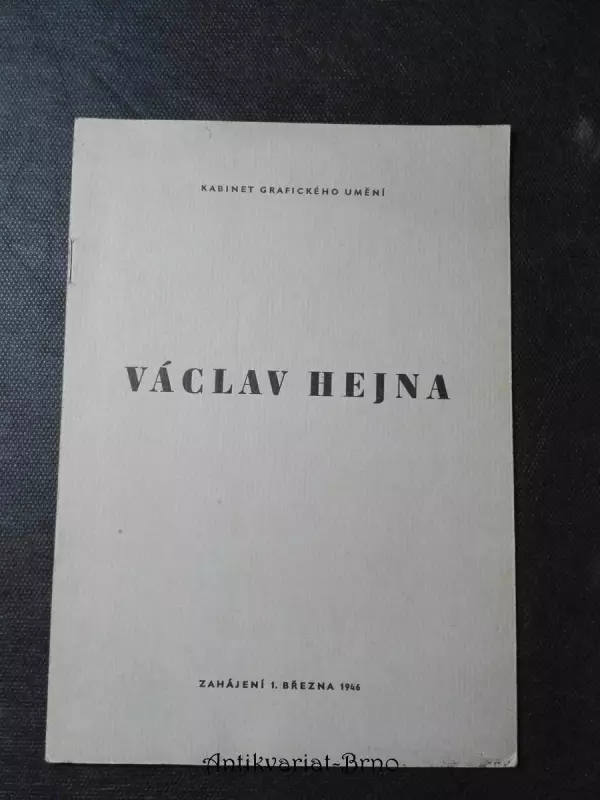 KABINET GRAFICKÉHO UMĚNÍ
VÁCLAV HEJNA
ZAHÁJENÍ 1. BŘEZNA 1946
Antikvariat-Brno